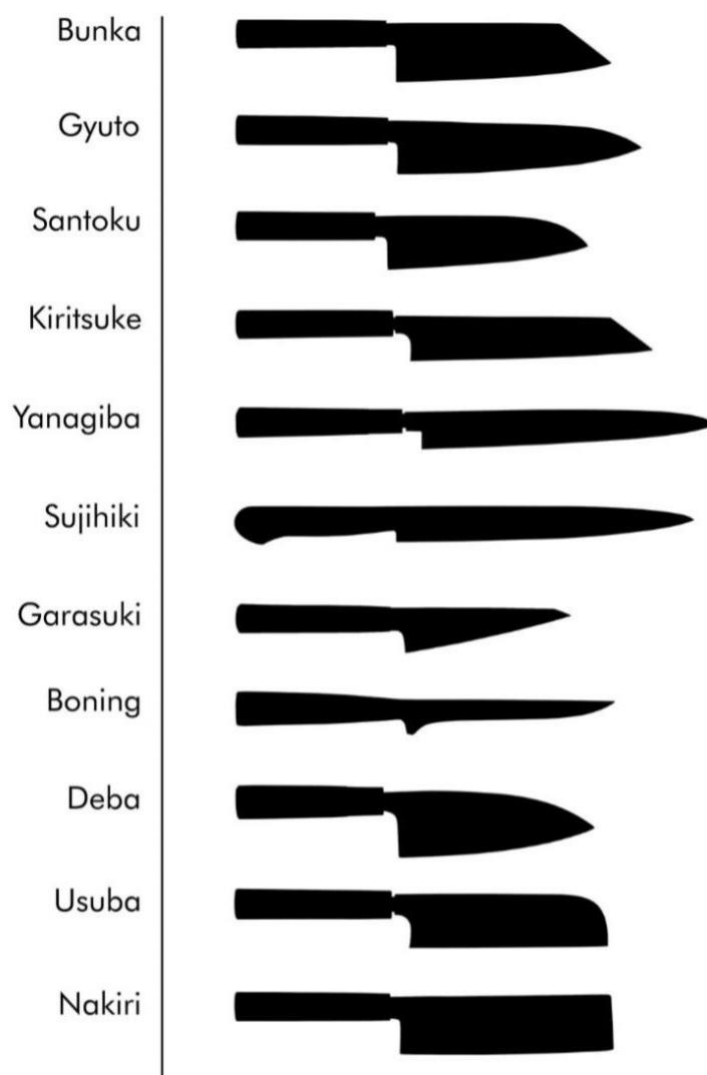 Bunka
Gyuto
Santoku
Kiritsuke
Yanagiba
Sujihiki
Garasuki
Boning
Deba
Usuba
Nakiri